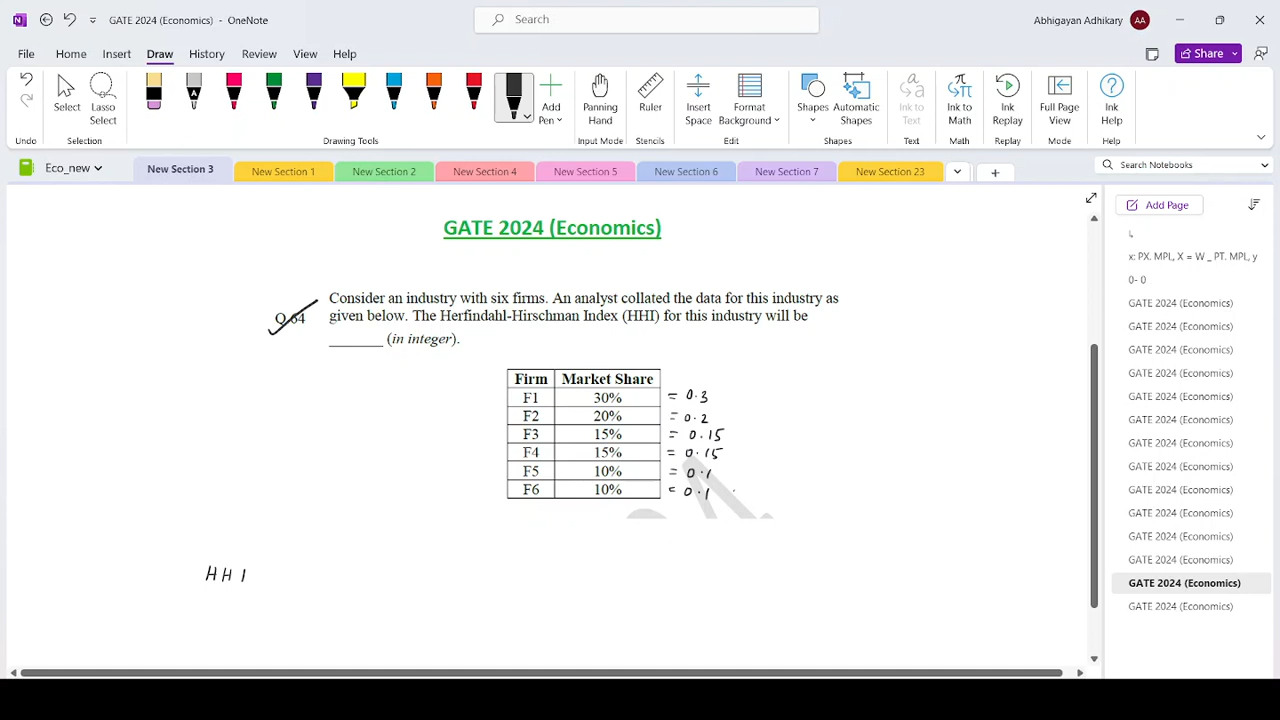 GATE 2024 (Economics) - OneNote
Search
Abhigayan Adhikary AA
File Home Insert Draw History Review View Help
Share
Undo
Select
Lasso Select
Selection
A
Drawing Tools
Add Pen
Panning Hand
Input Mode
Ruler
Stencils
Insert Space
Format Background
Edit
Shapes
Automatic Shapes
Shapes
Ink to Text
Text
Ink to Math
Math
Ink Replay
Replay
Full Page View
Mode
Ink Help
Help
Eco_new
New Section 3 New Section 1 New Section 2 New Section 4 New Section 5 New Section 6 New Section 7 New Section 23
Search Notebooks
GATE 2024 (Economics)
Q.64
Consider an industry with six firms. An analyst collated the data for this industry as
given below. The Herfindahl-Hirschman Index (HHI) for this industry will be
________ (in integer).
Firm Market Share
F1 30% = 0.3
F2 20% = 0.2
F3 15% = 0.15
F4 15% = 0.15
F5 10% = 0.1
F6 10% = 0.1
HHI
Add Page
x: PX. MPL, X = W _ PT. MPL, y
0- 0
GATE 2024 (Economics)
GATE 2024 (Economics)
GATE 2024 (Economics)
GATE 2024 (Economics)
GATE 2024 (Economics)
GATE 2024 (Economics)
GATE 2024 (Economics)
GATE 2024 (Economics)
GATE 2024 (Economics)
GATE 2024 (Economics)
GATE 2024 (Economics)
GATE 2024 (Economics)
GATE 2024 (Economics)
GATE 2024 (Economics)